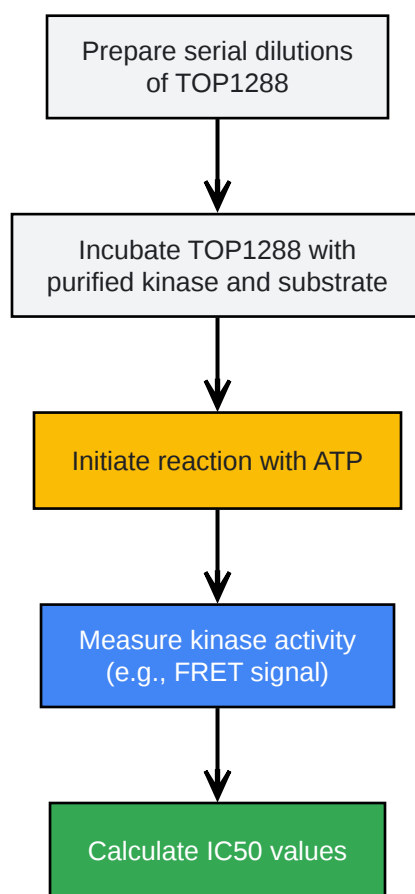 Prepare serial dilutions
of TOP1288
Incubate TOP1288 with
purified kinase and substrate
Initiate reaction with ATP
Measure kinase activity
(e.g., FRET signal)
Calculate IC50 values